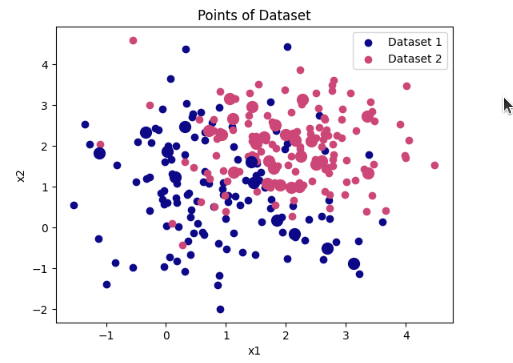 Points of Dataset
Dataset 1
Dataset 2
4
3
2
1
0
−1
−2
x2
−1
0
1
2
3
4
x1